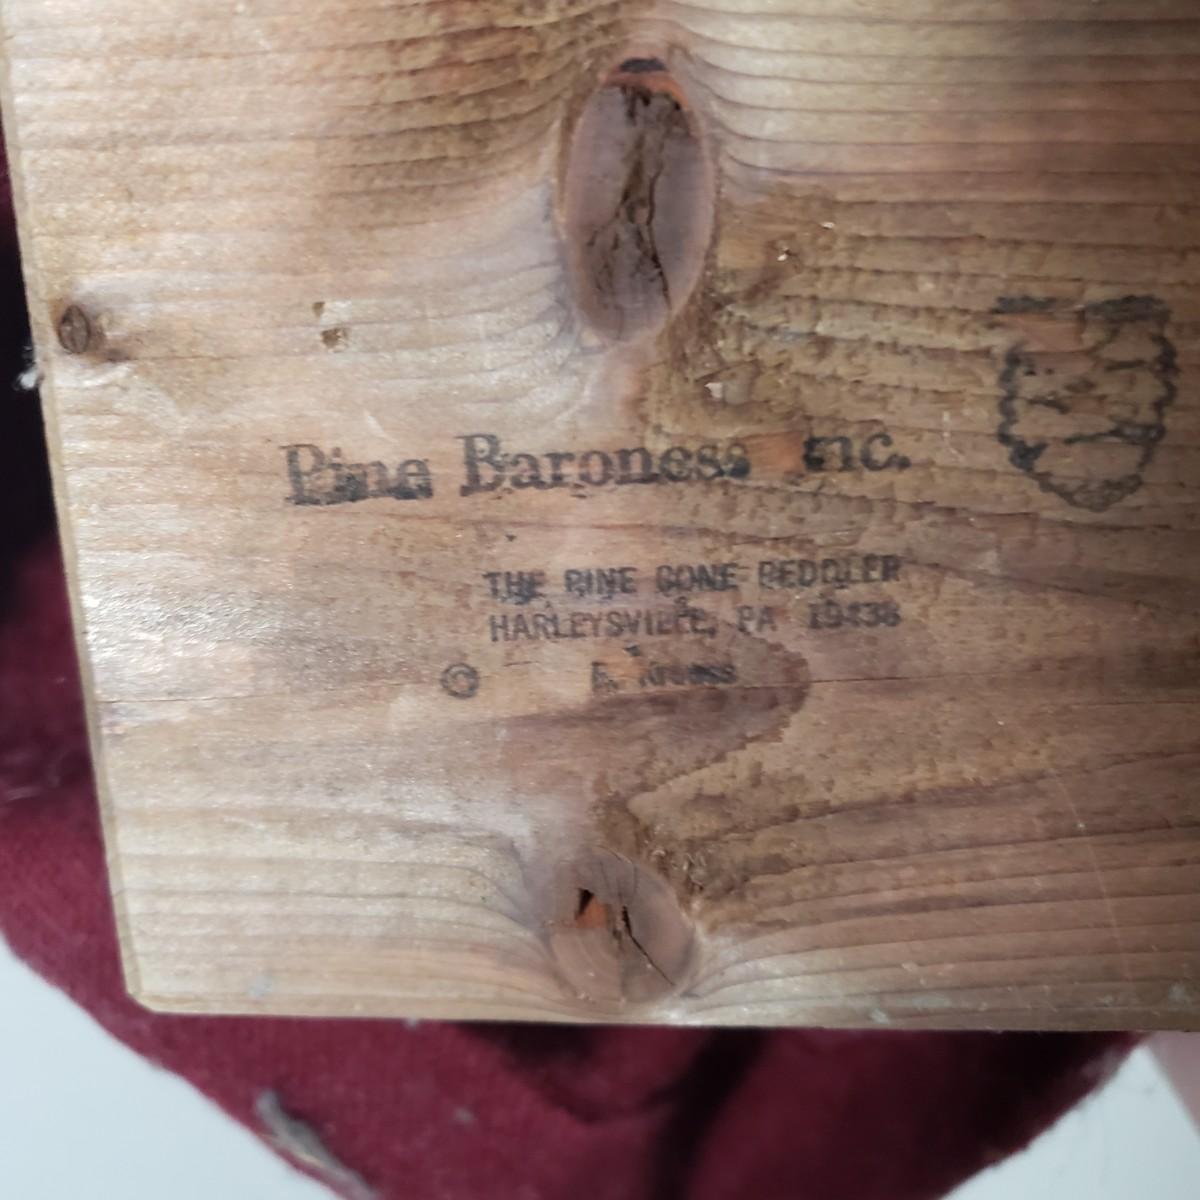 Pine Baroness Inc.
THE PINE CONE PEDDLER
HARLEYSVILLE, PA 19438
©